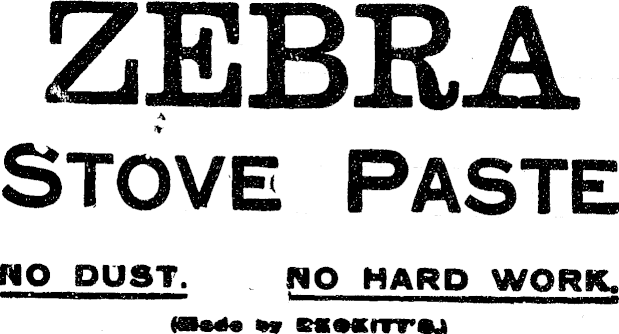 ZEBRA
STOVE PASTE
NO DUST. NO HARD WORK.
(Made by RECKITT'S.)